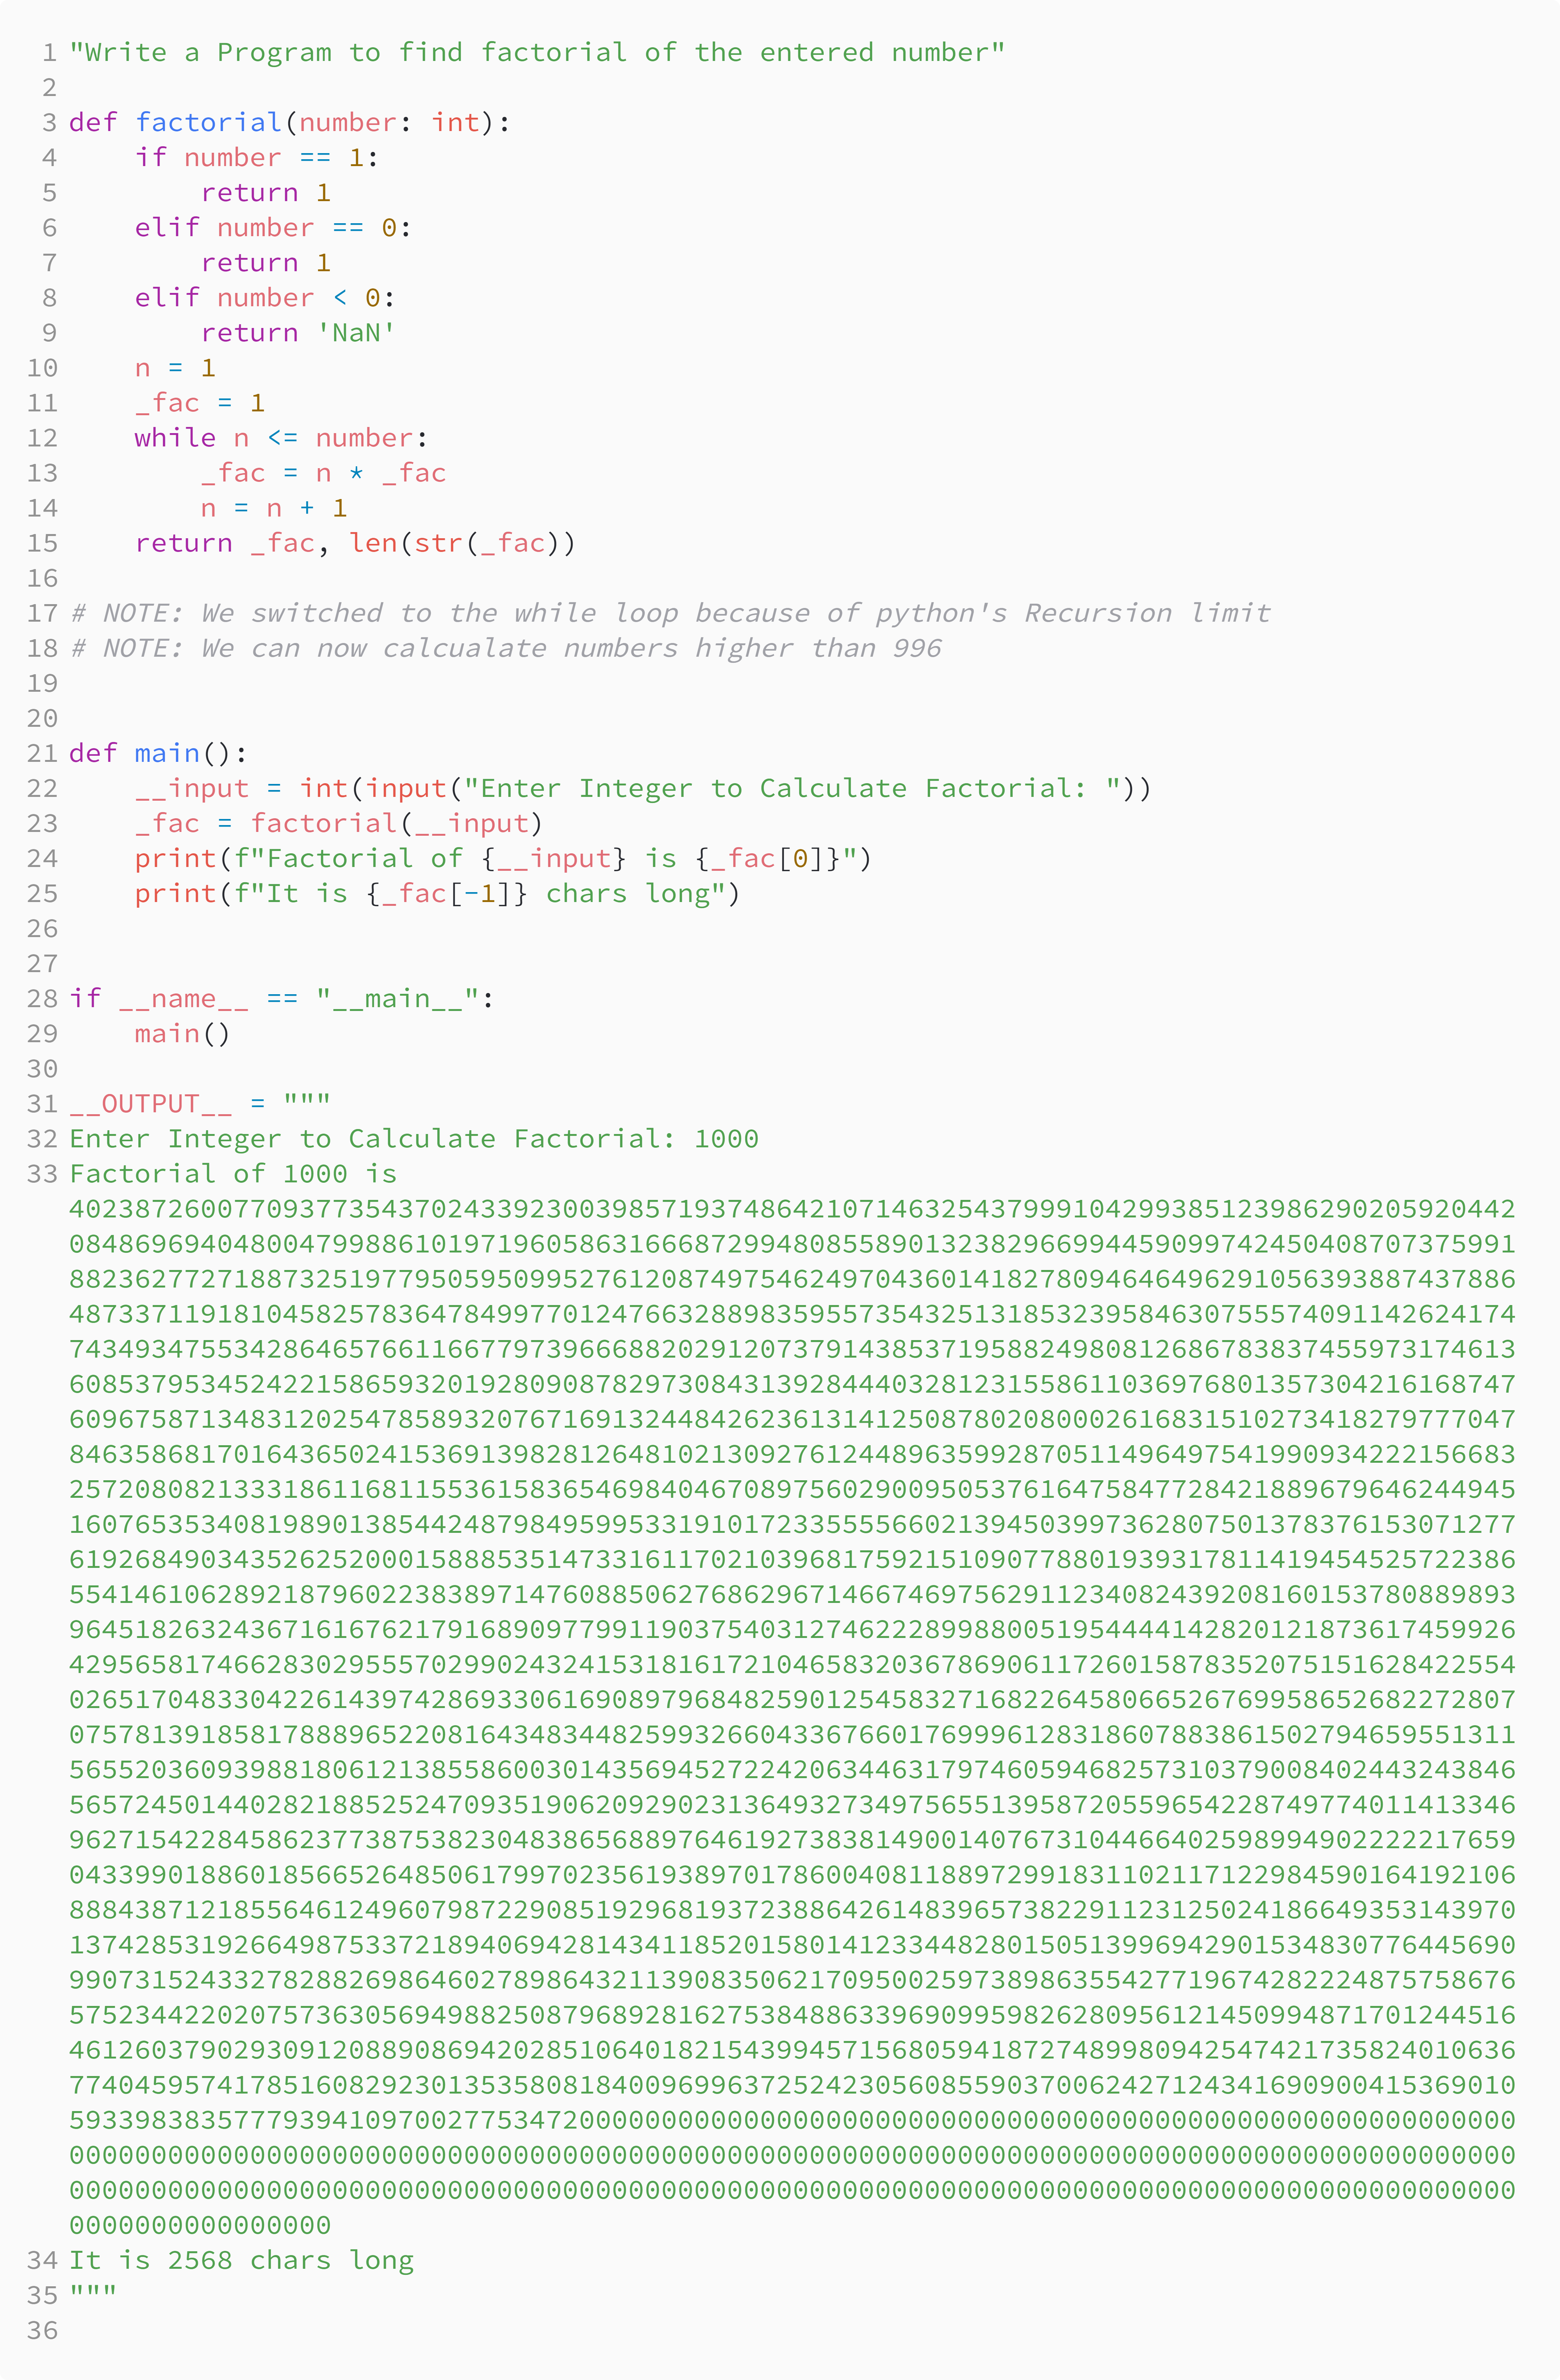 1 "Write a Program to find factorial of the entered number"
2
3 def factorial(number: int):
4     if number == 1:
5         return 1
6     elif number == 0:
7         return 1
8     elif number < 0:
9         return 'NaN'
10     n = 1
11     _fac = 1
12     while n <= number:
13         _fac = n * _fac
14         n = n + 1
15     return _fac, len(str(_fac))
16
17 # NOTE: We switched to the while loop because of python's Recursion limit
18 # NOTE: We can now calcualate numbers higher than 996
19
20
21 def main():
22     __input = int(input("Enter Integer to Calculate Factorial: "))
23     _fac = factorial(__input)
24     print(f"Factorial of {__input} is {_fac[0]}")
25     print(f"It is {_fac[-1]} chars long")
26
27
28 if __name__ == "__main__":
29     main()
30
31 __OUTPUT__ = """
32 Enter Integer to Calculate Factorial: 1000
33 Factorial of 1000 is
4023872600770937735437024339230039857193748642107146325437999104299385123986290205920442
0848696940480047998861019719605863166687299480855890132382966994459099742450408707375991
8823627727188732519779505950995276120874975462497043601418278094646496291056393887437886
4873371191810458257836478499770124766328898359557354325131853239584630755574091142624174
7434934755342864657661166779739666882029120737914385371958824980812686783837455973174613
6085379534524221586593201928090878297308431392844403281231558611036976801357304216168747
6096758713483120254785893207671691324484262361314125087802080002616831510273418279777047
8463586817016436502415369139828126481021309276124489635992870511496497541990934222156683
2572080821333186116811553615836546984046708975602900950537616475847728421889679646244945
1607653534081989013854424879849599533191017233555566021394503997362807501378376153071277
6192684903435262520001588853514733161170210396817592151090778801939317811419454525722386
5541461062892187960223838971476088506276862967146674697562911234082439208160153780889893
9645182632436716167621791689097799119037540312746222899880051954444142820121873617459926
4295658174662830295557029902432415318161721046583203678690611726015878352075151628422554
0265170483304226143974286933061690897968482590125458327168226458066526769958652682272807
0757813918581788896522081643483448259932660433676601769996128318607883861502794659551311
5655203609398818061213855860030143569452722420634463179746059468257310379008402443243846
5657245014402821885252470935190620929023136493273497565513958720559654228749774011413346
9627154228458623773875382304838656889764619273838149001407673104466402598994902222217659
0433990188601856652648506179970235619389701786004081188972991831102117122984590164192106
8884387121855646124960798722908519296819372388642614839657382291123125024186649353143970
1374285319266498753372189406942814341185201580141233448280150513996942901534830776445690
9907315243327828826986460278986432113908350621709500259738986355427719674282224875758676
5752344220207573630569498825087968928162753848863396909959826280956121450994871701244516
4612603790293091208890869420285106401821543994571568059418727489980942547421735824010636
7740459574178516082923013535808184009699637252423056085590370062427124341690900415369010
5933983835777939410970027753472000000000000000000000000000000000000000000000000000000000
0000000000000000000000000000000000000000000000000000000000000000000000000000000000000000
0000000000000000000000000000000000000000000000000000000000000000000000000000000000000000
0000000000000000
34 It is 2568 chars long
35 """
36